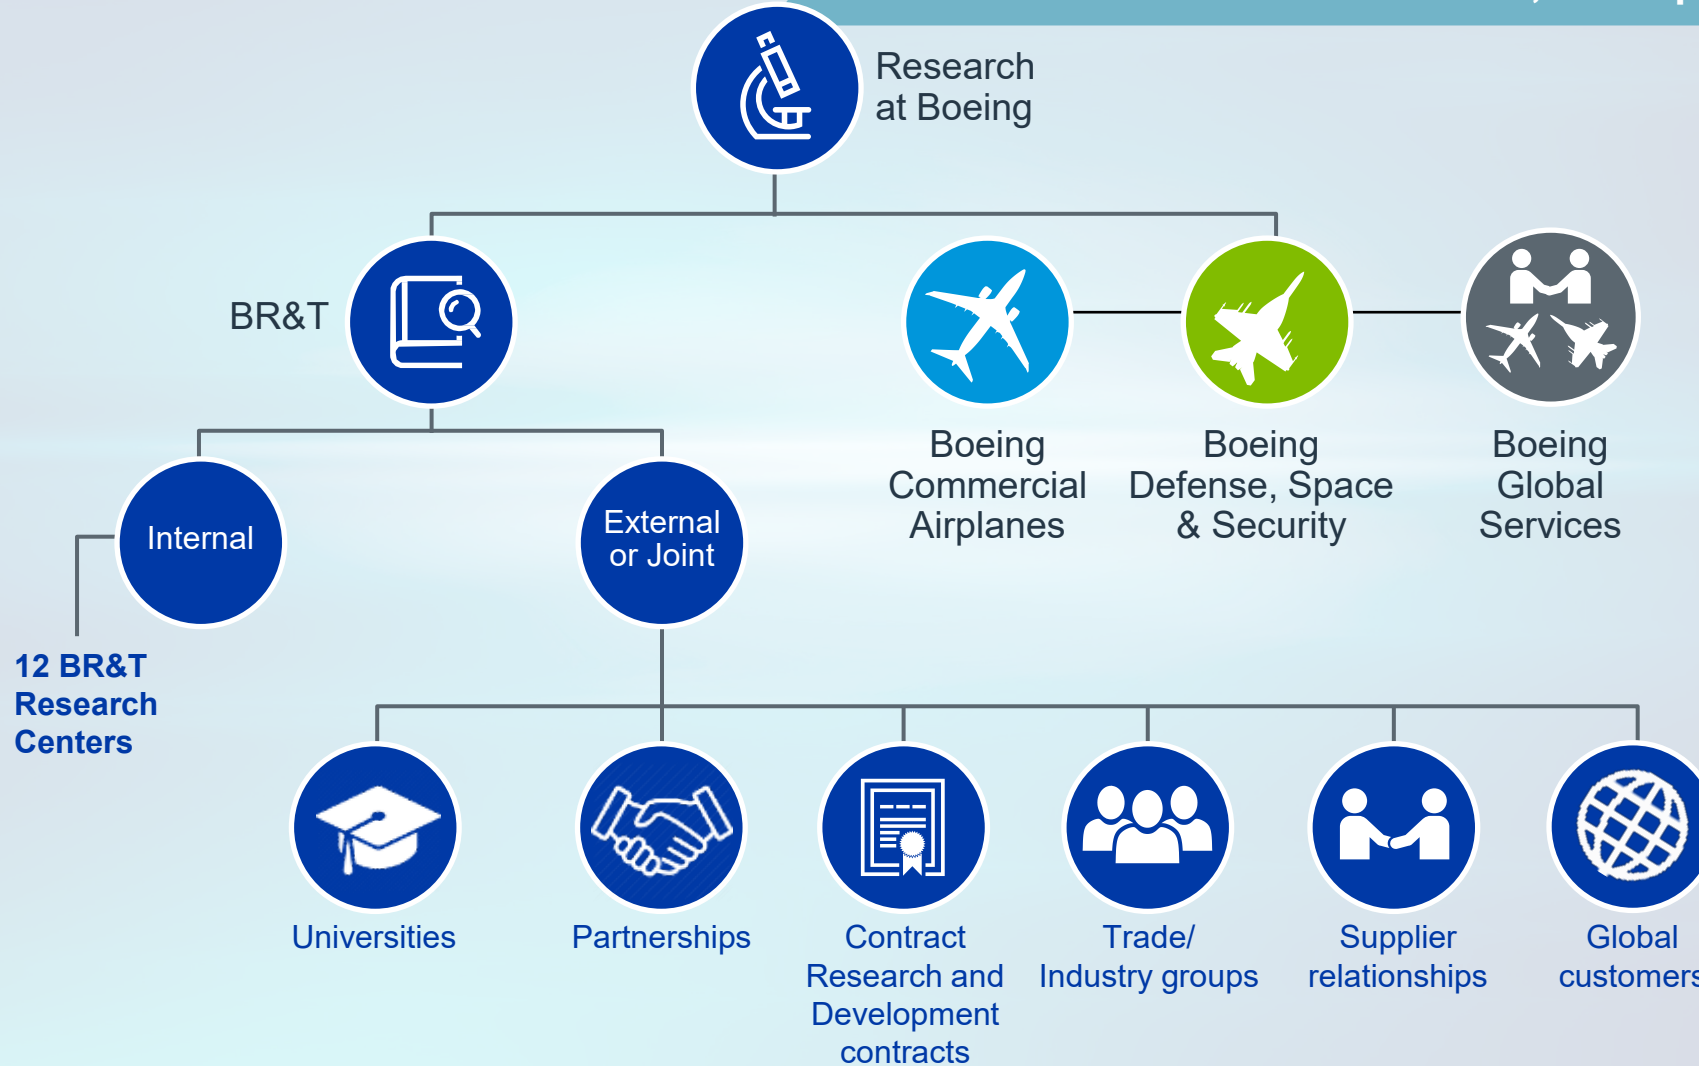 Research
at Boeing
BR&T
Boeing
Commercial
Airplanes
Boeing
Defense, Space
& Security
Boeing
Global
Services
Internal
External
or Joint
12 BR&T
Research
Centers
Universities
Partnerships
Contract
Research and
Development
contracts
Trade/
Industry groups
Supplier
relationships
Global
customers